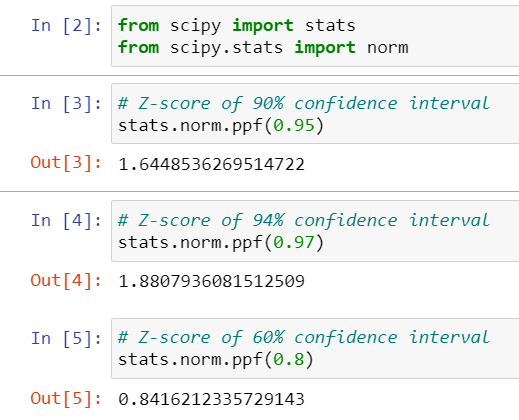 In [2]: from scipy import stats
from scipy.stats import norm
In [3]: # Z-score of 90% confidence interval
stats.norm.ppf(0.95)
Out[3]: 1.6448536269514722
In [4]: # Z-score of 94% confidence interval
stats.norm.ppf(0.97)
Out[4]: 1.8807936081512509
In [5]: # Z-score of 60% confidence interval
stats.norm.ppf(0.8)
Out[5]: 0.8416212335729143